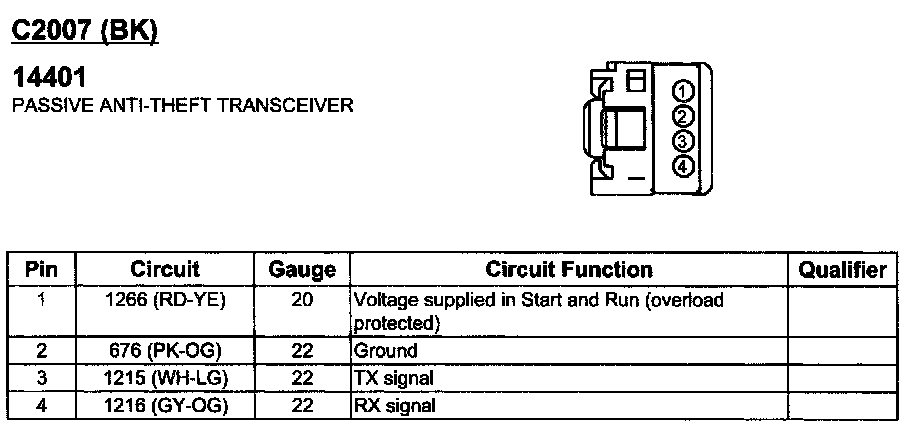 C2007 (BK)
14401
PASSIVE ANTI-THEFT TRANSCEIVER
1
2
3
4
Pin Circuit Gauge Circuit Function Qualifier
1 1266 (RD-YE) 20 Voltage supplied in Start and Run (overload
protected)
2 676 (PK-OG) 22 Ground
3 1215 (WH-LG) 22 TX signal
4 1216 (GY-OG) 22 RX signal